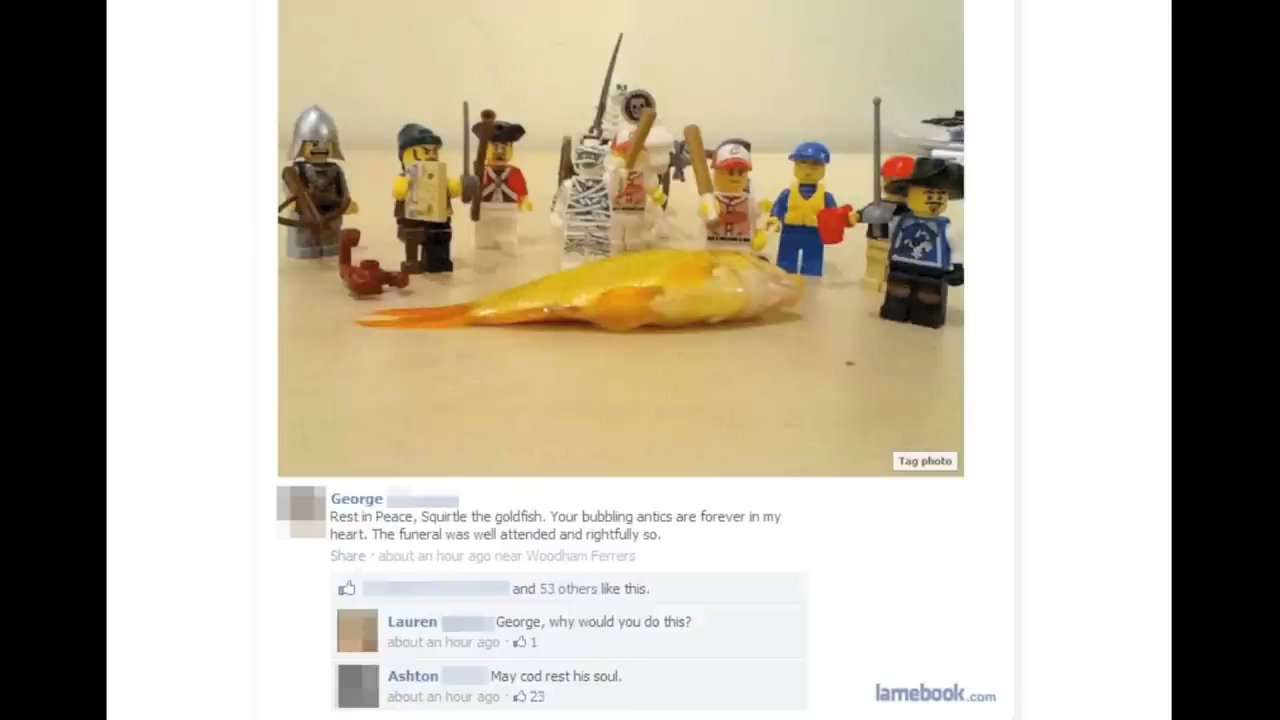 Tag photo
George
Rest in Peace, Squirtle the goldfish. Your bubbling antics are forever in my
heart. The funeral was well attended and rightfully so.
Share · about an hour ago near Woodham Ferrers
and 53 others like this.
Lauren George, why would you do this?
about an hour ago · 1
Ashton May cod rest his soul.
about an hour ago · 23
lamebook.com